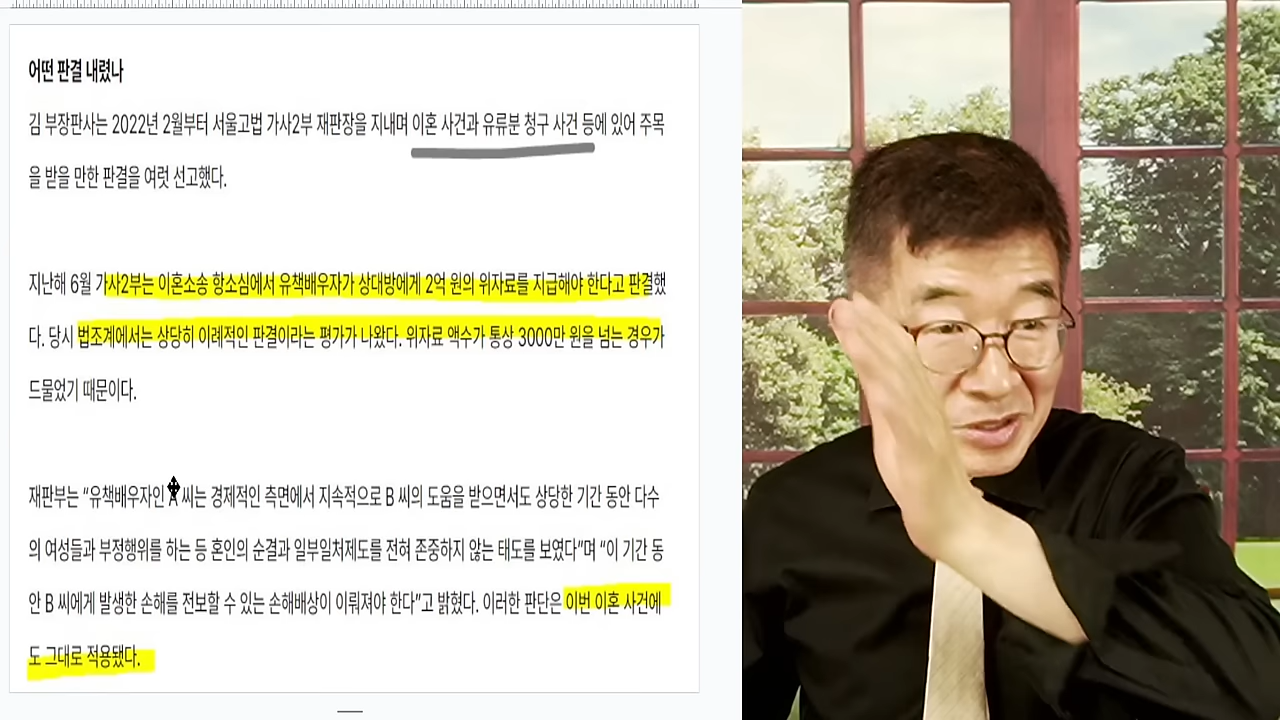 어떤 판결 내렸나
김 부장판사는 2022년 2월부터 서울고법 가사2부 재판장을 지내며 이혼 사건과 유류분 청구 사건 등에 있어 주목
을 받을 만한 판결을 여럿 선고했다.
지난해 6월 가사2부는 이혼소송 항소심에서 유책배우자가 상대방에게 2억 원의 위자료를 지급해야 한다고 판결했
다. 당시 법조계에서는 상당히 이례적인 판결이라는 평가가 나왔다. 위자료 액수가 통상 3000만 원을 넘는 경우가
드물었기 때문이다.
재판부는 “유책배우자인 A 씨는 경제적인 측면에서 지속적으로 B 씨의 도움을 받으면서도 상당한 기간 동안 다수
의 여성들과 부정행위를 하는 등 혼인의 순결과 일부일처제도를 전혀 존중하지 않는 태도를 보였다”며 “이 기간 동
안 B 씨에게 발생한 손해를 전보할 수 있는 손해배상이 이뤄져야 한다”고 밝혔다. 이러한 판단은 이번 이혼 사건에
도 그대로 적용됐다.